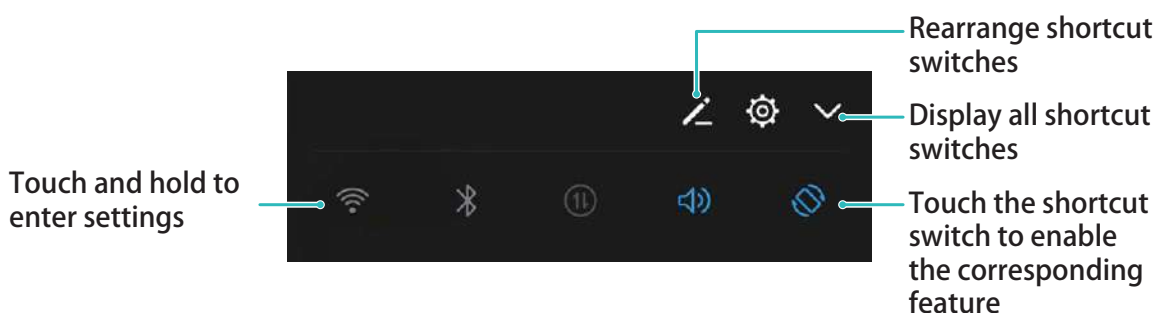 Rearrange shortcut
switches
Display all shortcut
switches
Touch and hold to
enter settings
Touch the shortcut
switch to enable
the corresponding
feature